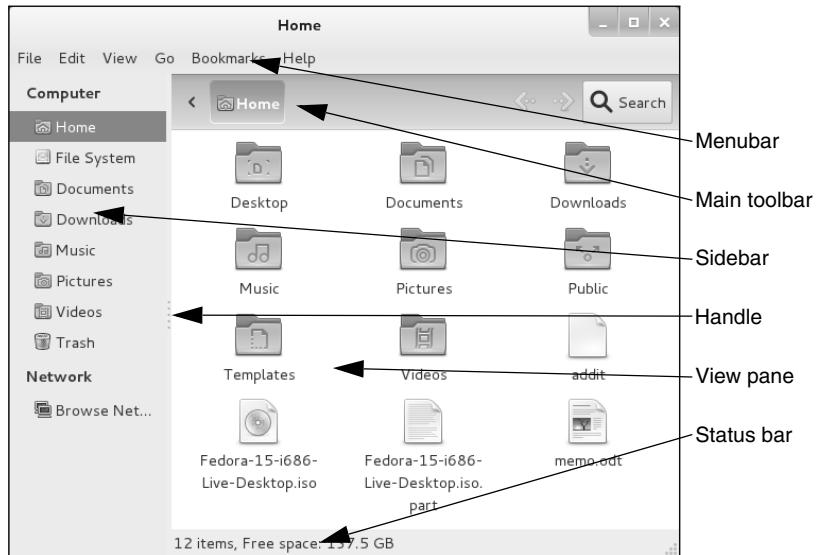 Home
File Edit View Go Bookmarks Help
Computer
Home
File System
Documents
Downloads
Music
Pictures
Videos
Trash
Network
Browse Net...
Home
Search
Desktop Documents Downloads
Music Pictures Public
Templates Videos addit
Fedora-15-i686- Fedora-15-i686- memo.odt
Live-Desktop.iso Live-Desktop.iso.
part
12 items, Free space: 137.5 GB
Menubar
Main toolbar
Sidebar
Handle
View pane
Status bar